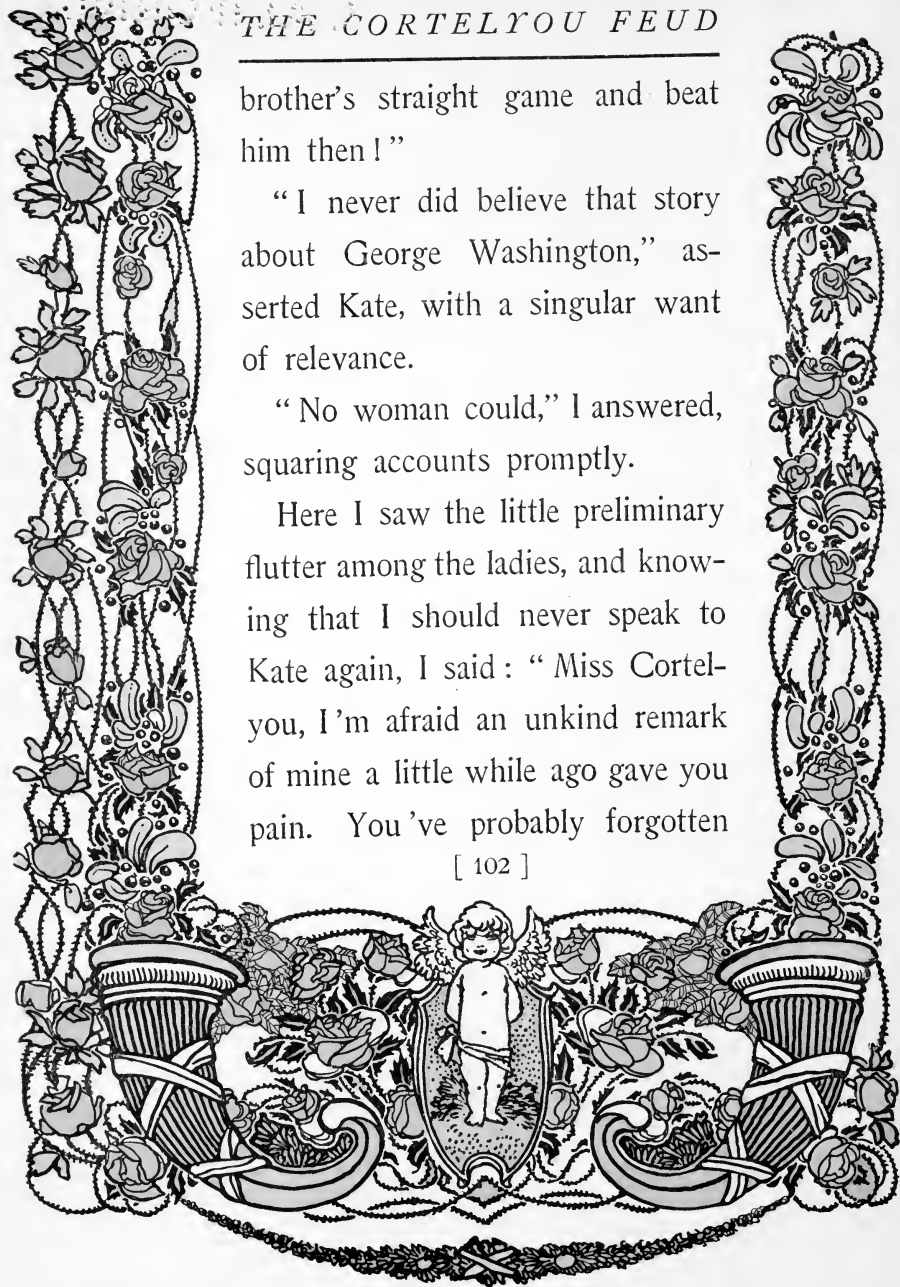 THE CORTELYOU FEUD
brother's straight game and beat
him then!"
"I never did believe that story
about George Washington," as-
serted Kate, with a singular want
of relevance.
"No woman could," I answered,
squaring accounts promptly.
Here I saw the little preliminary
flutter among the ladies, and know-
ing that I should never speak to
Kate again, I said: "Miss Cortel-
you, I'm afraid an unkind remark
of mine a little while ago gave you
pain. You've probably forgotten
[ 102 ]